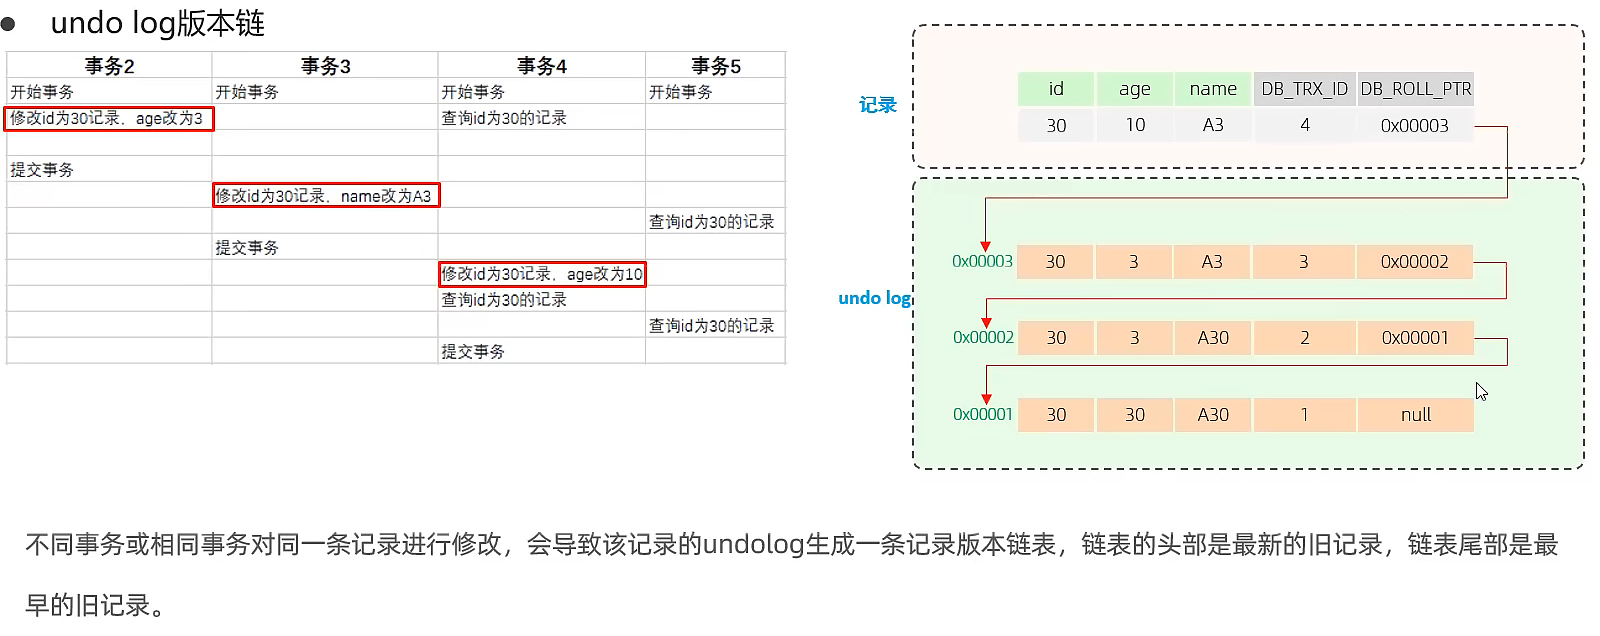 undo log版本链
事务2 事务3 事务4 事务5
开始事务 开始事务 开始事务 开始事务
修改id为30记录，age改为3 查询id为30的记录
提交事务
修改id为30记录，name改为A3
查询id为30的记录
提交事务
修改id为30记录，age改为10
查询id为30的记录
查询id为30的记录
提交事务
记录
id age name DB_TRX_ID DB_ROLL_PTR
30 10 A3 4 0x00003
undo log
0x00003 30 3 A3 3 0x00002
0x00002 30 3 A30 2 0x00001
0x00001 30 30 A30 1 null
不同事务或相同事务对同一条记录进行修改，会导致该记录的undolog生成一条记录版本链表，链表的头部是最新的旧记录，链表尾部是最
早的旧记录。